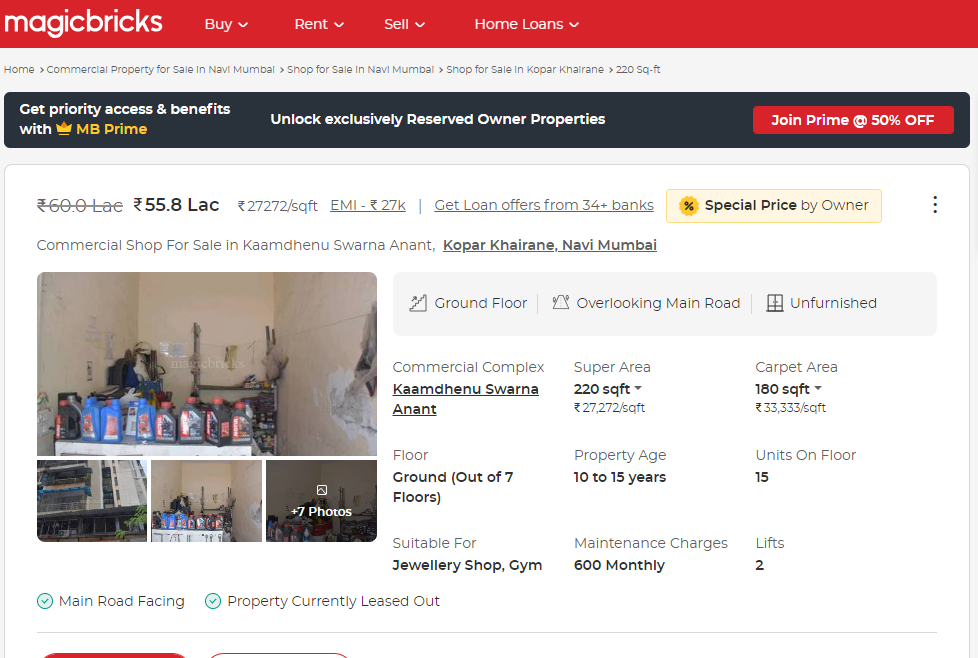 magicbricks
Buy Rent Sell Home Loans
Home > Commercial Property for Sale in Navi Mumbai > Shop for Sale in Navi Mumbai > Shop for Sale in Kopar Khairane > 220 Sq-ft
Get priority access & benefits
with MB Prime
Unlock exclusively Reserved Owner Properties
Join Prime @ 50% OFF
₹60.0 Lac ₹55.8 Lac ₹27272/sqft EMI - ₹ 27k | Get Loan offers from 34+ banks
% Special Price by Owner
Commercial Shop For Sale in Kaamdhenu Swarna Anant, Kopar Khairane, Navi Mumbai
magicbricks
+7 Photos
Ground Floor Overlooking Main Road Unfurnished
Commercial Complex Super Area Carpet Area
Kaamdhenu Swarna 220 sqft 180 sqft
Anant ₹27,272/sqft ₹33,333/sqft
Floor Property Age Units On Floor
Ground (Out of 7 10 to 15 years 15
Floors)
Suitable For Maintenance Charges Lifts
Jewellery Shop, Gym 600 Monthly 2
Main Road Facing Property Currently Leased Out